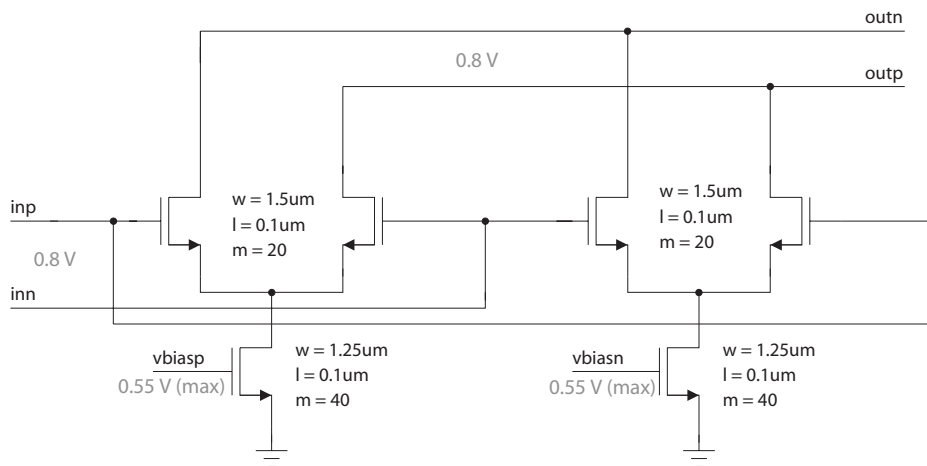 outn
0.8 V
outp
w = 1.5um
l = 0.1um
m = 20
w = 1.5um
l = 0.1um
m = 20
inp
0.8 V
inn
vbiasp
0.55 V (max)
w = 1.25um
l = 0.1um
m = 40
vbiasn
0.55 V (max)
w = 1.25um
l = 0.1um
m = 40